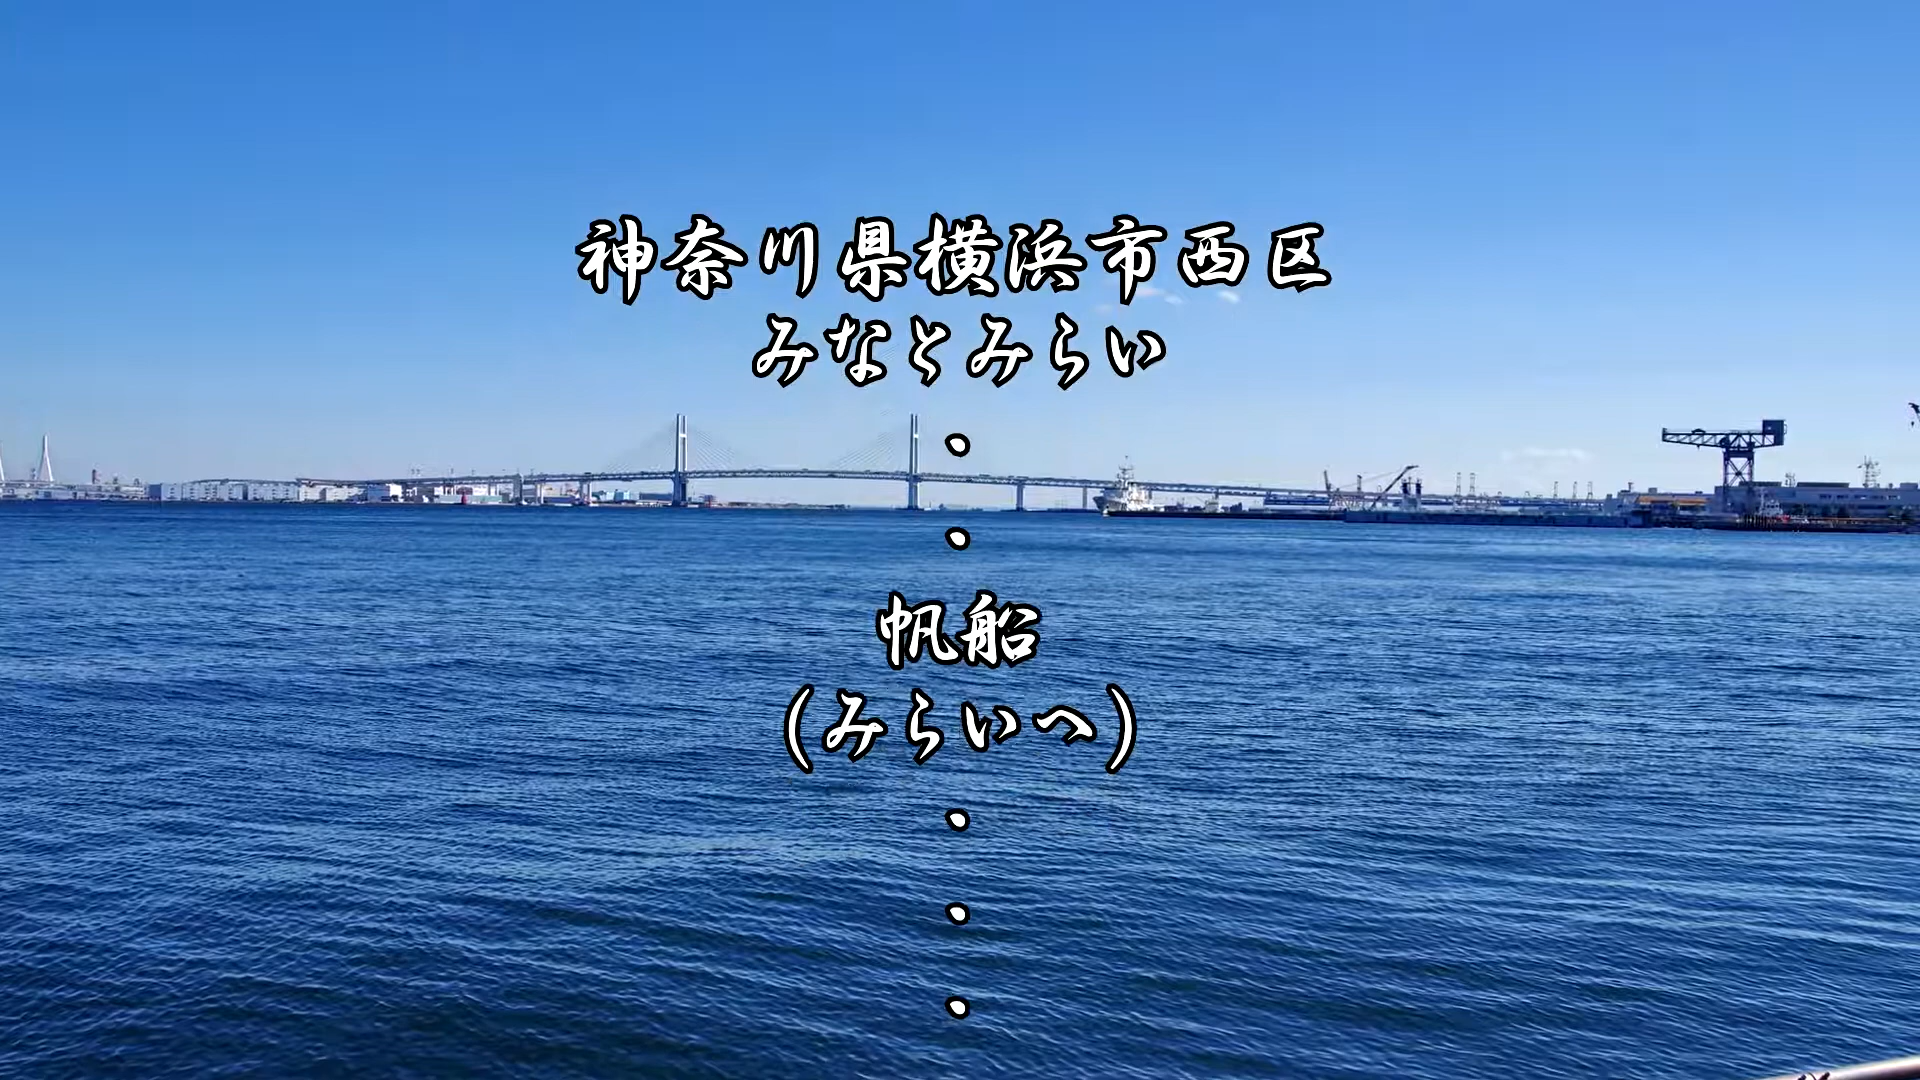 神奈川県横浜市西区
みなとみらい
・
・
帆船
(みらいへ)
・
・
・